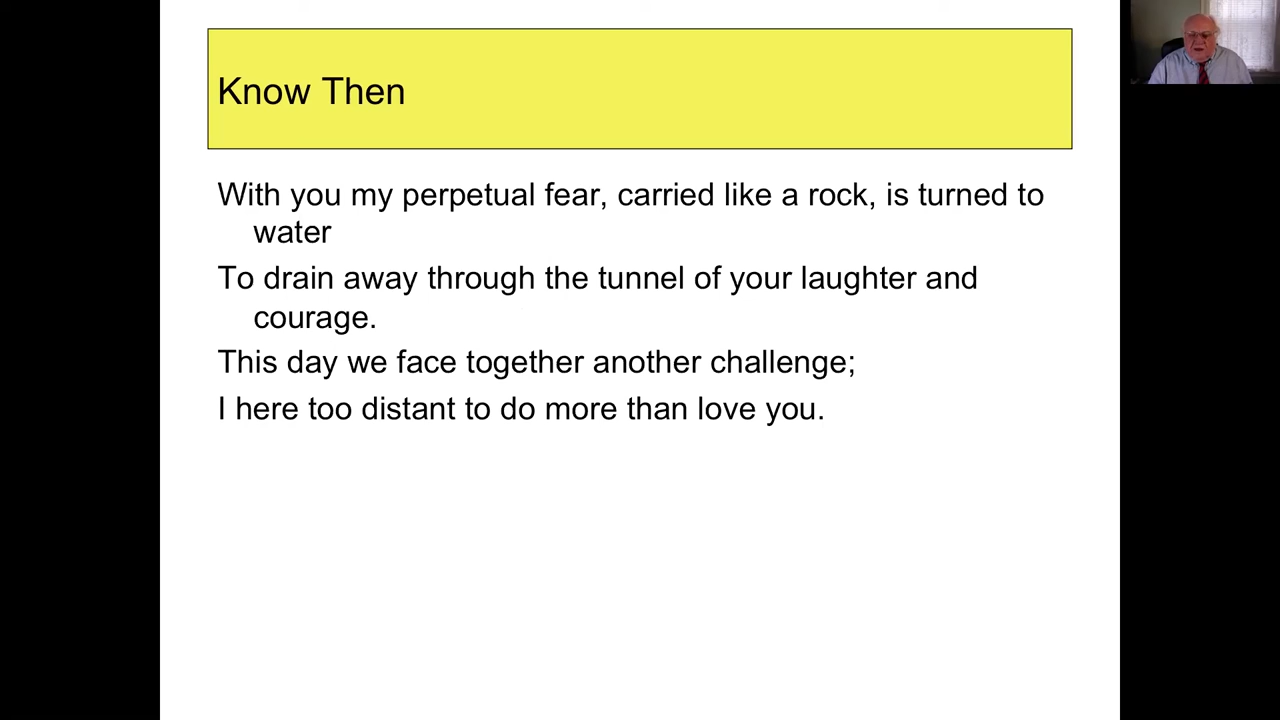 Know Then
With you my perpetual fear, carried like a rock, is turned to
water
To drain away through the tunnel of your laughter and
courage.
This day we face together another challenge;
I here too distant to do more than love you.